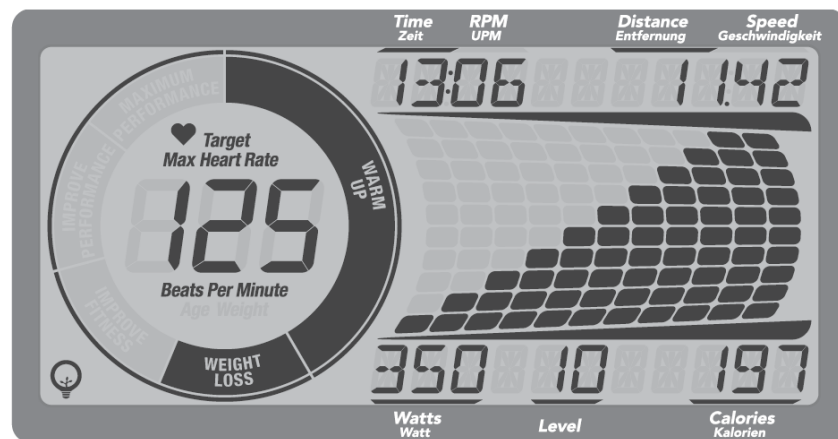 Time RPM Distance Speed
Zeit UPM Entfernung Geschwindigkeit
13:06 11.42
MAXIMUM PERFORMANCE
IMPROVE PERFORMANCE
Target
Max Heart Rate
WARM UP
125
Beats Per Minute
Age Weight
IMPROVE FITNESS
WEIGHT LOSS
350 10 197
Watts Level Calories
Watt Kalorien